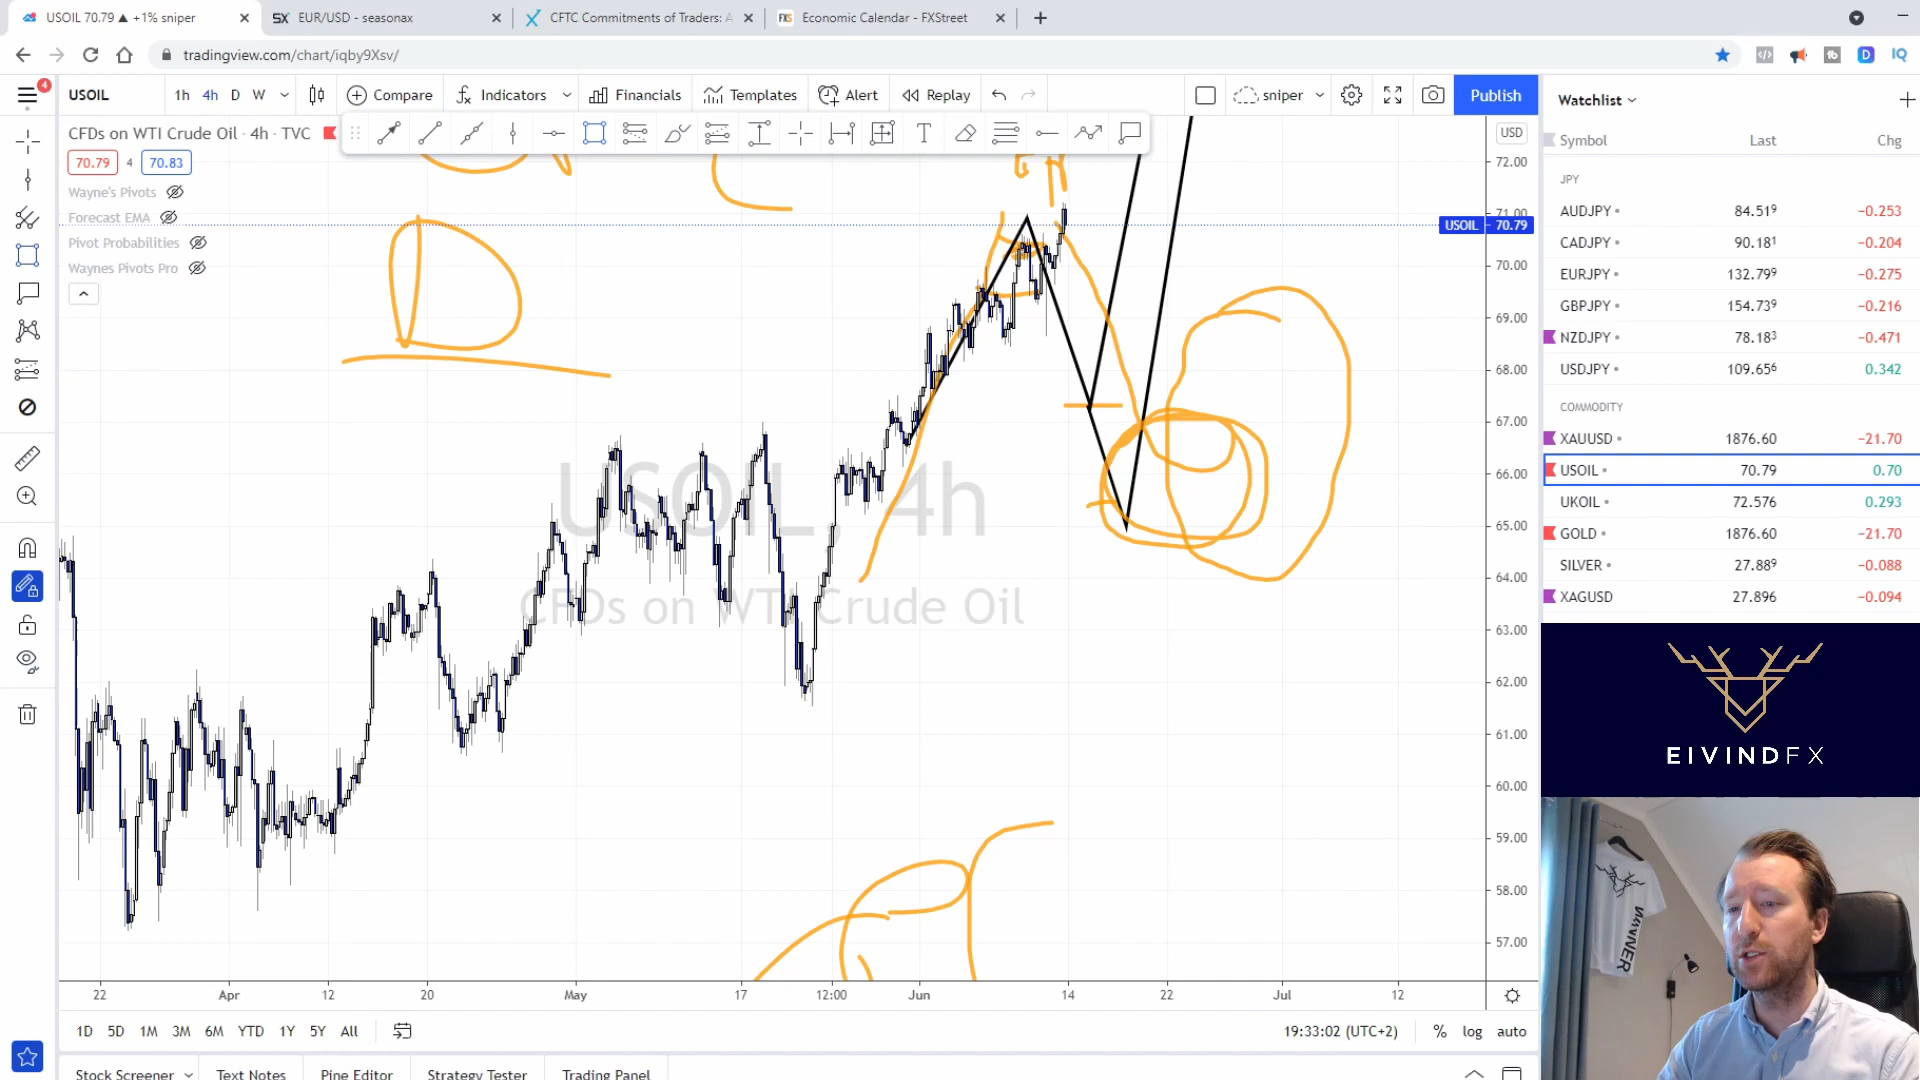 USOIL 70.79 ▲ +1% sniper
EUR/USD - seasonax
CFTC Commitments of Traders: A
Economic Calendar - FXStreet
tradingview.com/chart/iqby9Xsv/
4
USOIL
1h 4h D W
Compare
Indicators
Financials
Templates
Alert
Replay
sniper
Publish
Watchlist
CFDs on WTI Crude Oil · 4h · TVC
USD
Symbol Last Chg
70.79 4 70.83
Wayne's Pivots
Forecast EMA
Pivot Probabilities
Waynes Pivots Pro
USOIL, 4h
CFDs on WTI Crude Oil
72.00
71.00
USOIL 70.79
70.00
69.00
68.00
67.00
66.00
65.00
64.00
63.00
62.00
61.00
60.00
59.00
58.00
57.00
JPY
AUDJPY 84.519 −0.253
CADJPY 90.181 −0.204
EURJPY 132.799 −0.275
GBPJPY 154.739 −0.216
NZDJPY 78.183 −0.471
USDJPY 109.656 0.342
COMMODITY
XAUUSD 1876.60 −21.70
USOIL 70.79 0.70
UKOIL 72.576 0.293
GOLD 1876.60 −21.70
SILVER 27.889 −0.088
XAGUSD 27.896 −0.094
EIVINDFX
WINNER
22 Apr 12 20 May 17 12:00 Jun 14 22 Jul 12
1D 5D 1M 3M 6M YTD 1Y 5Y All
19:33:02 (UTC+2) % log auto
Stock Screener Text Notes Pine Editor Strategy Tester Trading Panel